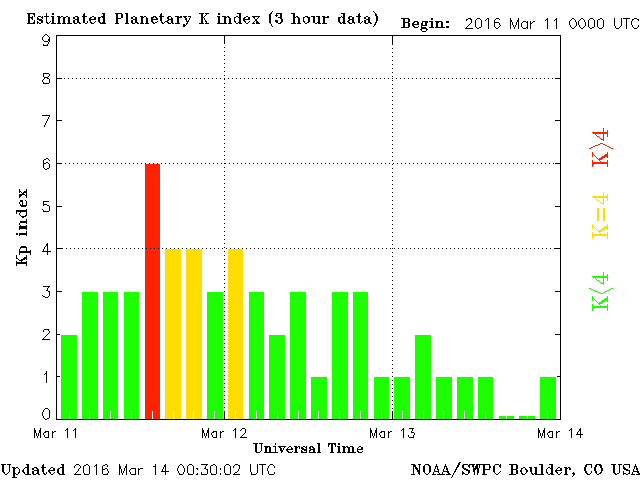 Estimated Planetary K index (3 hour data)
Begin: 2016 Mar 11 0000 UTC
9
8
7
6
5
4
3
2
1
0
Kp index
K>4
K=4
K<4
Mar 11
Mar 12
Mar 13
Mar 14
Universal Time
Updated 2016 Mar 14 00:30:02 UTC
NOAA/SWPC Boulder, CO USA